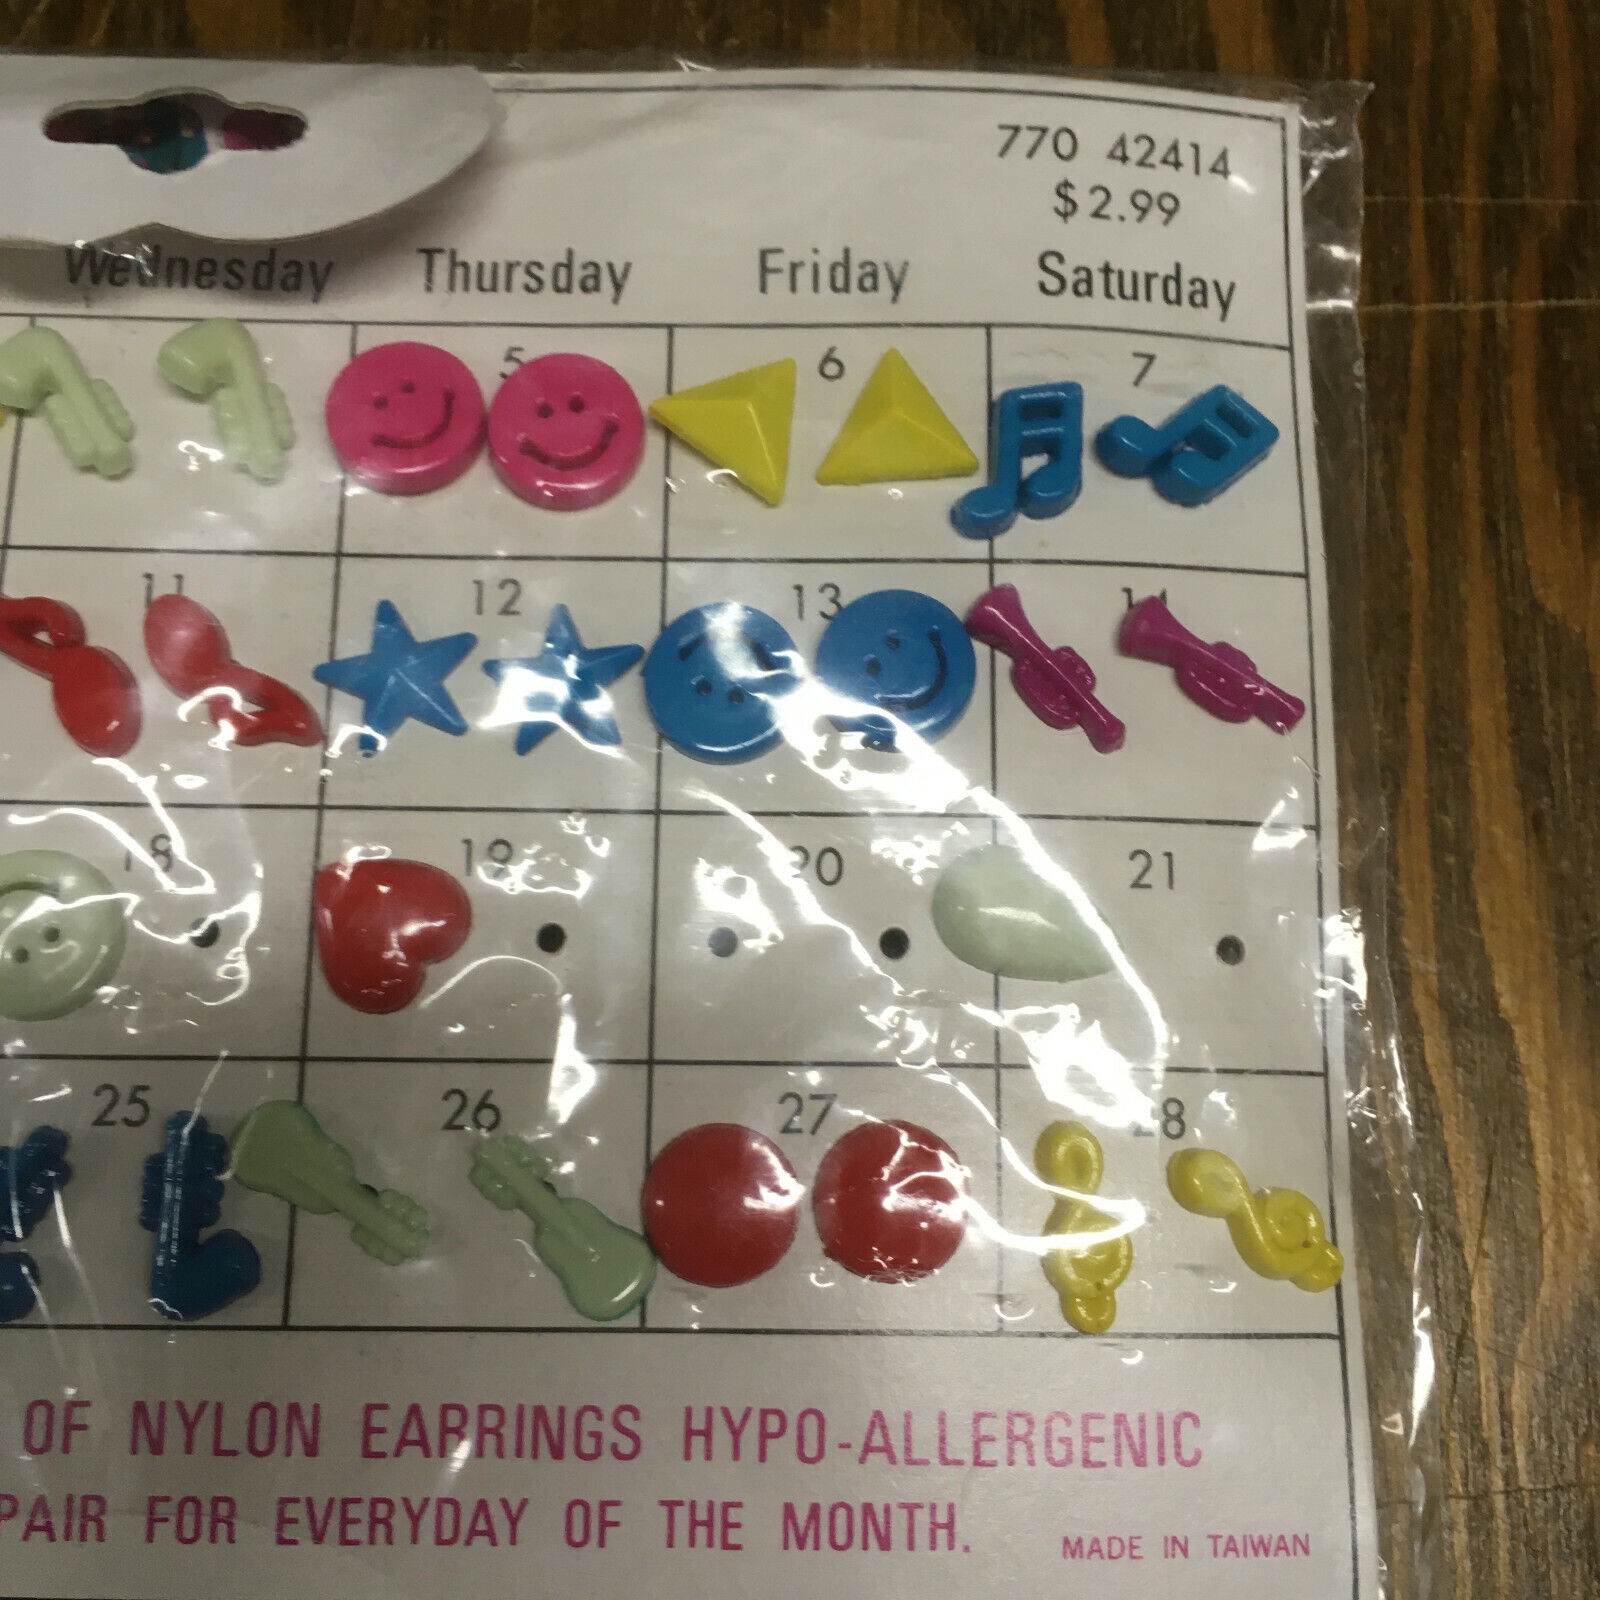 770 42414
$2.99
Wednesday Thursday Friday Saturday
5 6 7
11 12 13 14
18 19 20 21
25 26 27 28
OF NYLON EARRINGS HYPO-ALLERGENIC
PAIR FOR EVERYDAY OF THE MONTH.
MADE IN TAIWAN